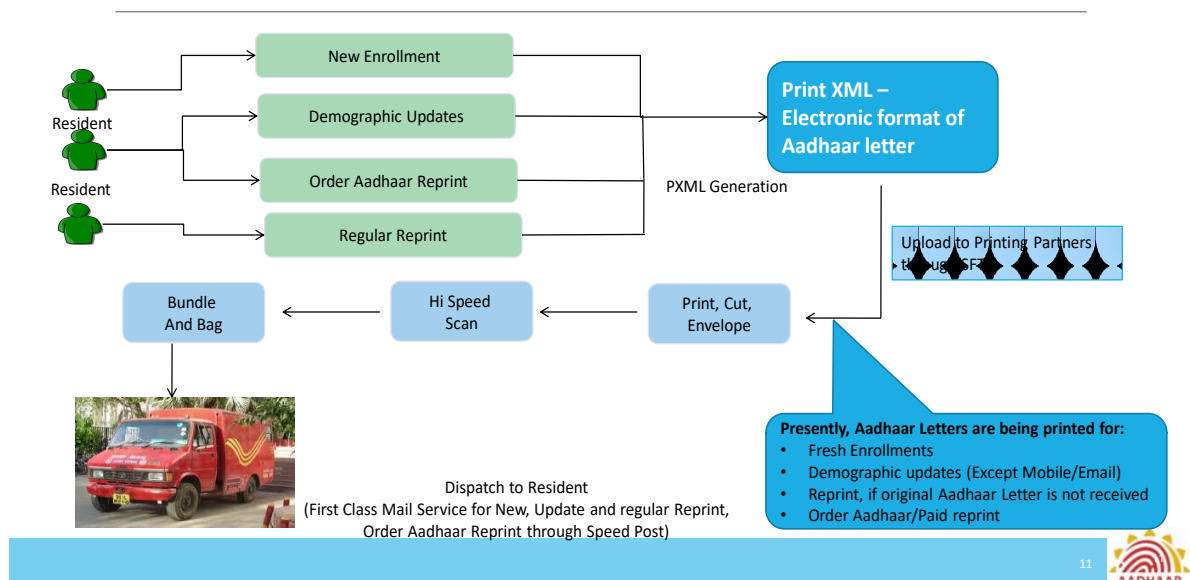 New Enrollment
Resident
Demographic Updates
Resident
Order Aadhaar Reprint
Regular Reprint
PXML Generation
Print XML –
Electronic format of
Aadhaar letter
Upload to Printing Partners
through SFT
Bundle
And Bag
Hi Speed
Scan
Print, Cut,
Envelope
Presently, Aadhaar Letters are being printed for:
• Fresh Enrollments
• Demographic updates (Except Mobile/Email)
• Reprint, if original Aadhaar Letter is not received
• Order Aadhaar/Paid reprint
Dispatch to Resident
(First Class Mail Service for New, Update and regular Reprint,
Order Aadhaar Reprint through Speed Post)
11
AADHAAR